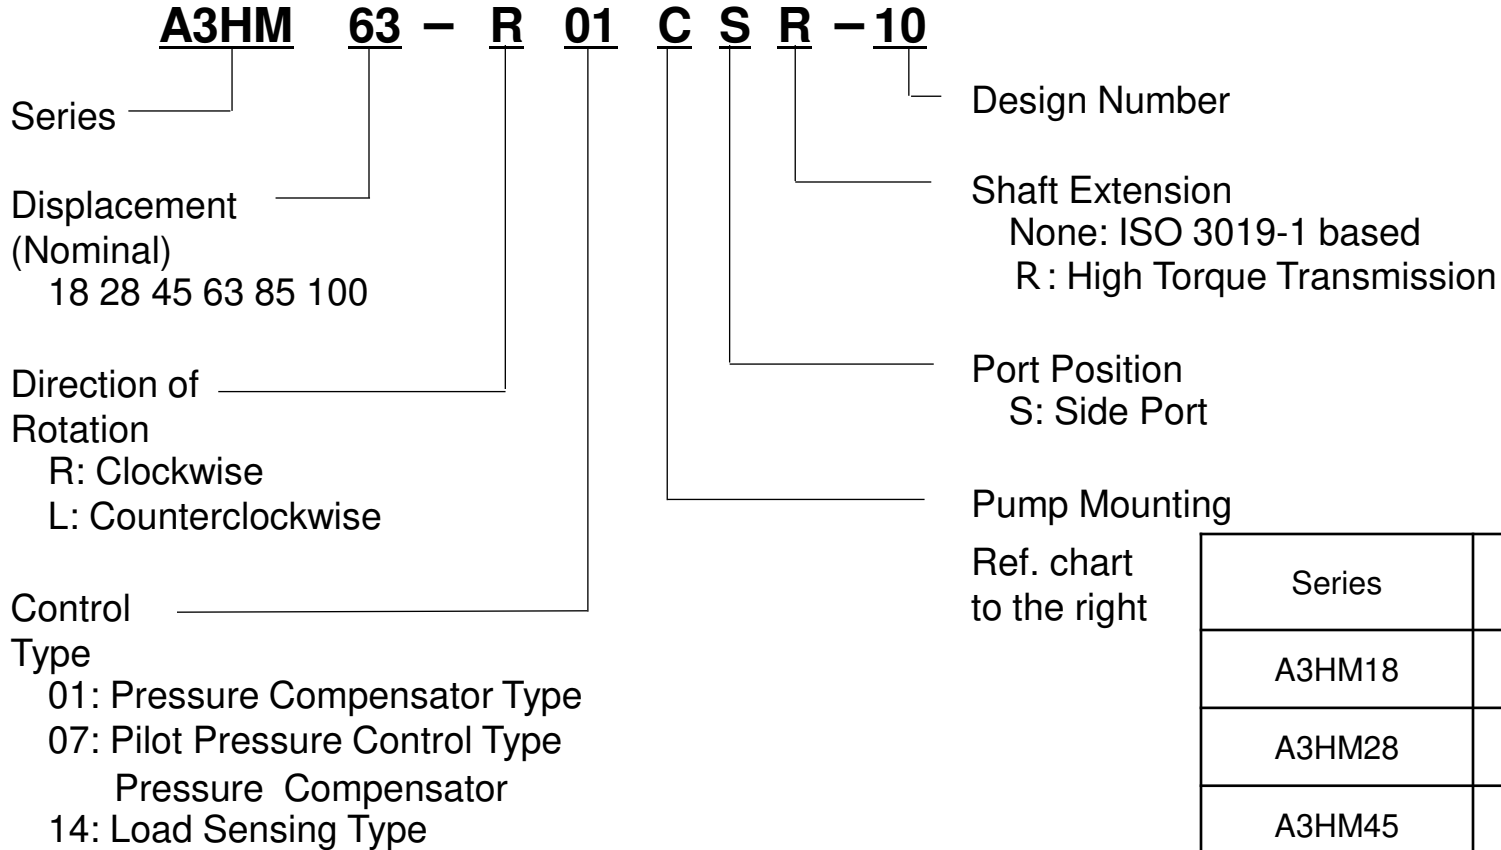 A3HM 63 – R 01 C S R – 10
Series
Displacement
(Nominal)
18 28 45 63 85 100
Direction of
Rotation
R: Clockwise
L: Counterclockwise
Control
Type
01: Pressure Compensator Type
07: Pilot Pressure Control Type
Pressure Compensator
14: Load Sensing Type
Design Number
Shaft Extension
None: ISO 3019-1 based
R: High Torque Transmission
Port Position
S: Side Port
Pump Mounting
Ref. chart
to the right
Series
A3HM18
A3HM28
A3HM45